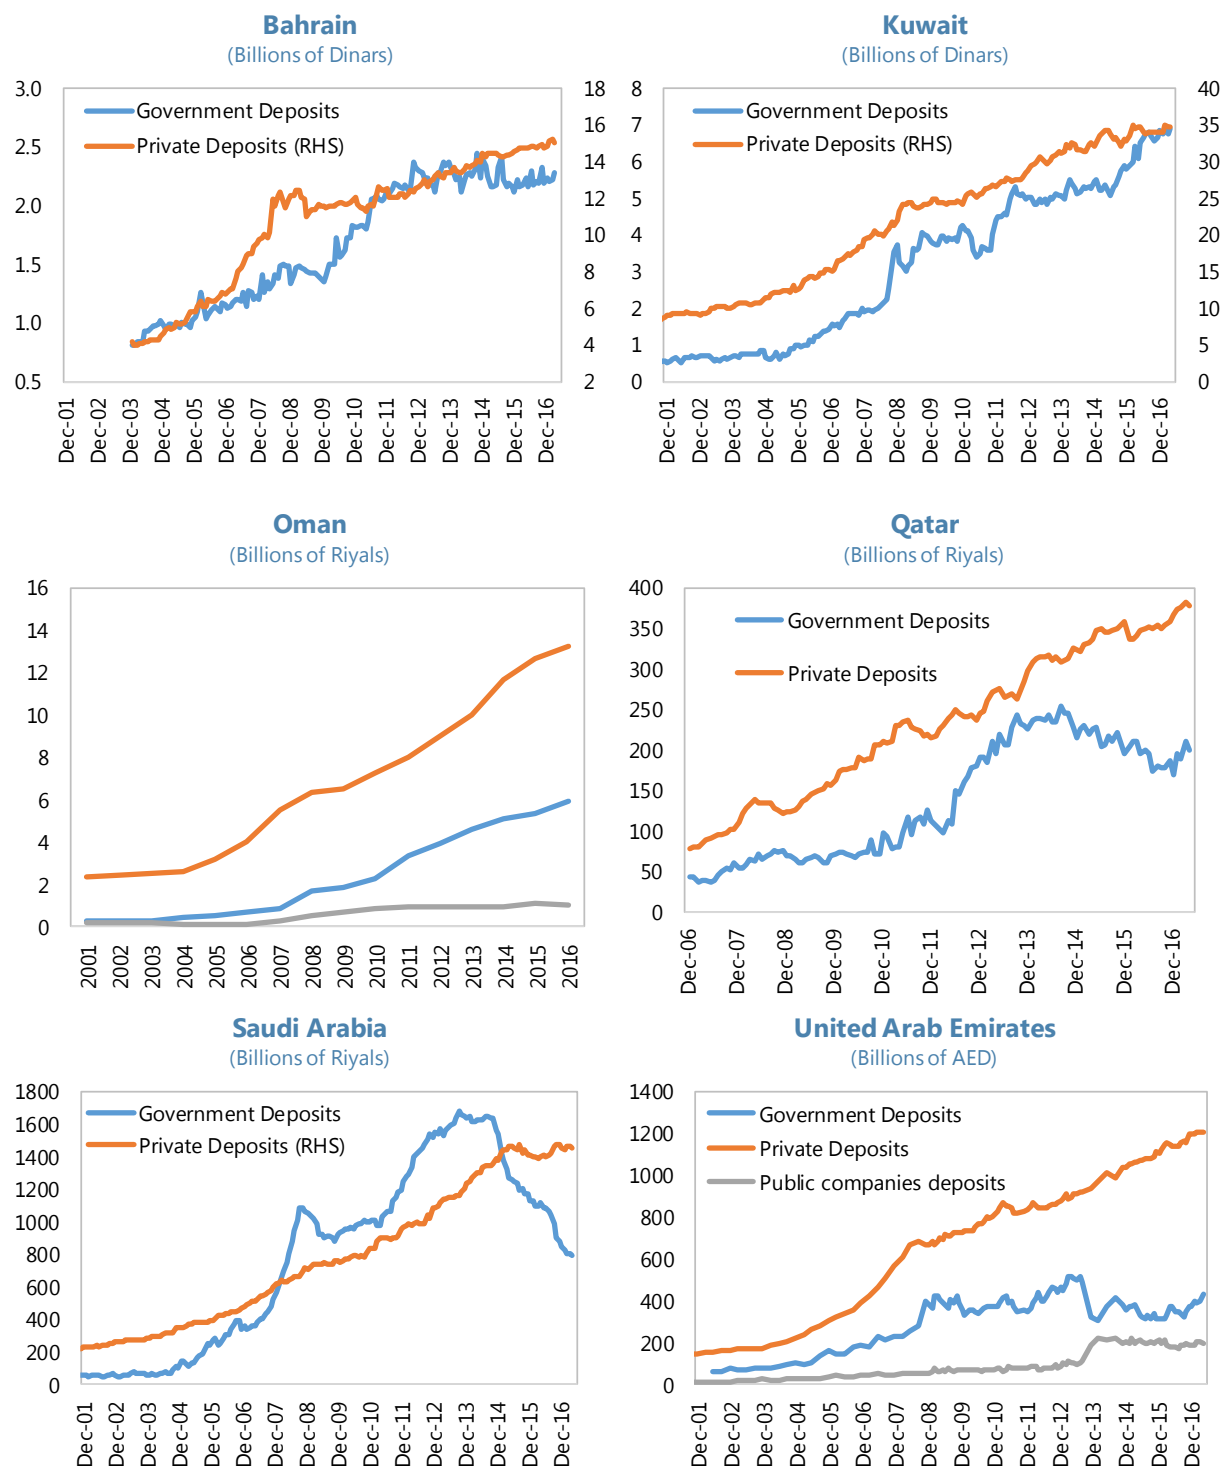 Bahrain
(Billions of Dinars)
3.0
2.5
2.0
1.5
1.0
0.5
18
16
14
12
10
8
6
4
2
Government Deposits
Private Deposits (RHS)
Dec-01
Dec-02
Dec-03
Dec-04
Dec-05
Dec-06
Dec-07
Dec-08
Dec-09
Dec-10
Dec-11
Dec-12
Dec-13
Dec-14
Dec-15
Dec-16
Kuwait
(Billions of Dinars)
8
7
6
5
4
3
2
1
0
40
35
30
25
20
15
10
5
0
Government Deposits
Private Deposits (RHS)
Dec-01
Dec-02
Dec-03
Dec-04
Dec-05
Dec-06
Dec-07
Dec-08
Dec-09
Dec-10
Dec-11
Dec-12
Dec-13
Dec-14
Dec-15
Dec-16
Oman
(Billions of Riyals)
16
14
12
10
8
6
4
2
0
2001
2002
2003
2004
2005
2006
2007
2008
2009
2010
2011
2012
2013
2014
2015
2016
Qatar
(Billions of Riyals)
400
350
300
250
200
150
100
50
0
Government Deposits
Private Deposits
Dec-06
Dec-07
Dec-08
Dec-09
Dec-10
Dec-11
Dec-12
Dec-13
Dec-14
Dec-15
Dec-16
Saudi Arabia
(Billions of Riyals)
1800
1600
1400
1200
1000
800
600
400
200
0
Government Deposits
Private Deposits (RHS)
Dec-01
Dec-02
Dec-03
Dec-04
Dec-05
Dec-06
Dec-07
Dec-08
Dec-09
Dec-10
Dec-11
Dec-12
Dec-13
Dec-14
Dec-15
Dec-16
United Arab Emirates
(Billions of AED)
1400
1200
1000
800
600
400
200
0
Government Deposits
Private Deposits
Public companies deposits
Dec-01
Dec-02
Dec-03
Dec-04
Dec-05
Dec-06
Dec-07
Dec-08
Dec-09
Dec-10
Dec-11
Dec-12
Dec-13
Dec-14
Dec-15
Dec-16